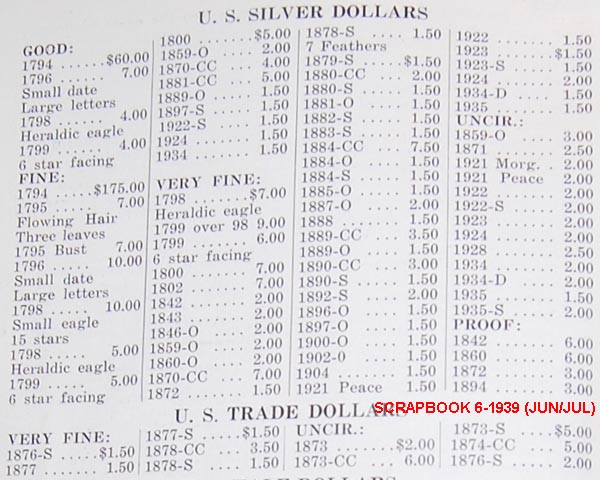 U. S. SILVER DOLLARS
GOOD:
1794 ......$60.00
1796 ...... 7.00
Small date
Large letters
1798 ...... 4.00
Heraldic eagle
1799 ...... 4.00
6 star facing
FINE:
1794 .....$175.00
1795 ...... 7.00
Flowing Hair
Three leaves
1795 Bust 7.00
1796 ..... 10.00
Small date
Large letters
1798 ..... 10.00
Small eagle
15 stars
1798 ..... 5.00
Heraldic eagle
1799 ..... 5.00
6 star facing
1800 .......$5.00
1859-O .... 2.00
1870-CC ... 4.00
1881-CC ... 5.00
1889-O .... 1.50
1897-S .... 1.50
1922-S .... 1.50
1924 ...... 1.50
1934 ...... 1.50
VERY FINE:
1798 .......$7.00
Heraldic eagle
1799 over 98 9.00
1799 ...... 6.00
6 star facing
1800 ...... 7.00
1802 ...... 7.00
1842 ...... 2.00
1843 ...... 2.00
1846-O .... 2.00
1859-O .... 2.00
1860-O .... 2.00
1870-CC ... 7.00
1872 ...... 1.50
1878-S .... 1.50
7 Feathers
1879-S .....$1.50
1880-CC ... 2.00
1880-S .... 1.50
1881-O .... 1.50
1882-S .... 1.50
1883-S .... 1.50
1884-CC ... 7.50
1884-O .... 1.50
1884-S .... 1.50
1885-O .... 1.50
1887-O .... 2.00
1888 ...... 1.50
1889-CC ... 3.50
1889-O .... 1.50
1890-CC ... 3.00
1890-S .... 1.50
1892-S .... 2.00
1896-O .... 1.50
1897-O .... 1.50
1900-O .... 1.50
1902-0 .... 1.50
1904 ...... 1.50
1921 Peace 1.50
1922 ....... 1.50
1923 .......$1.50
1923-S .... 1.50
1924 ...... 2.00
1934-D .... 1.50
1935 ...... 1.50
UNCIR.:
1859-O .... 3.00
1871 ...... 2.50
1921 Morg. . 2.00
1921 Peace 2.00
1922 ...... 2.00
1922-S .... 2.00
1923 ...... 2.00
1924 ...... 2.00
1928 ...... 2.50
1934 ...... 2.00
1934-D .... 2.00
1935 ...... 1.50
1935-S .... 2.00
PROOF:
1842 ...... 6.00
1860 ...... 6.00
1872 ...... 3.00
1894 ...... 3.00
SCRAPBOOK 6-1939 (JUN/JUL)
U. S. TRADE DOLLARS
VERY FINE:
1876-S .....$1.50
1877 ....... 1.50
1877-S .....$1.50
1878-CC ... 3.50
1878-S .... 1.50
UNCIR.:
1873 .......$2.00
1873-CC ... 6.00
1873-S .....$5.00
1874-CC ... 5.00
1876-S .... 2.00